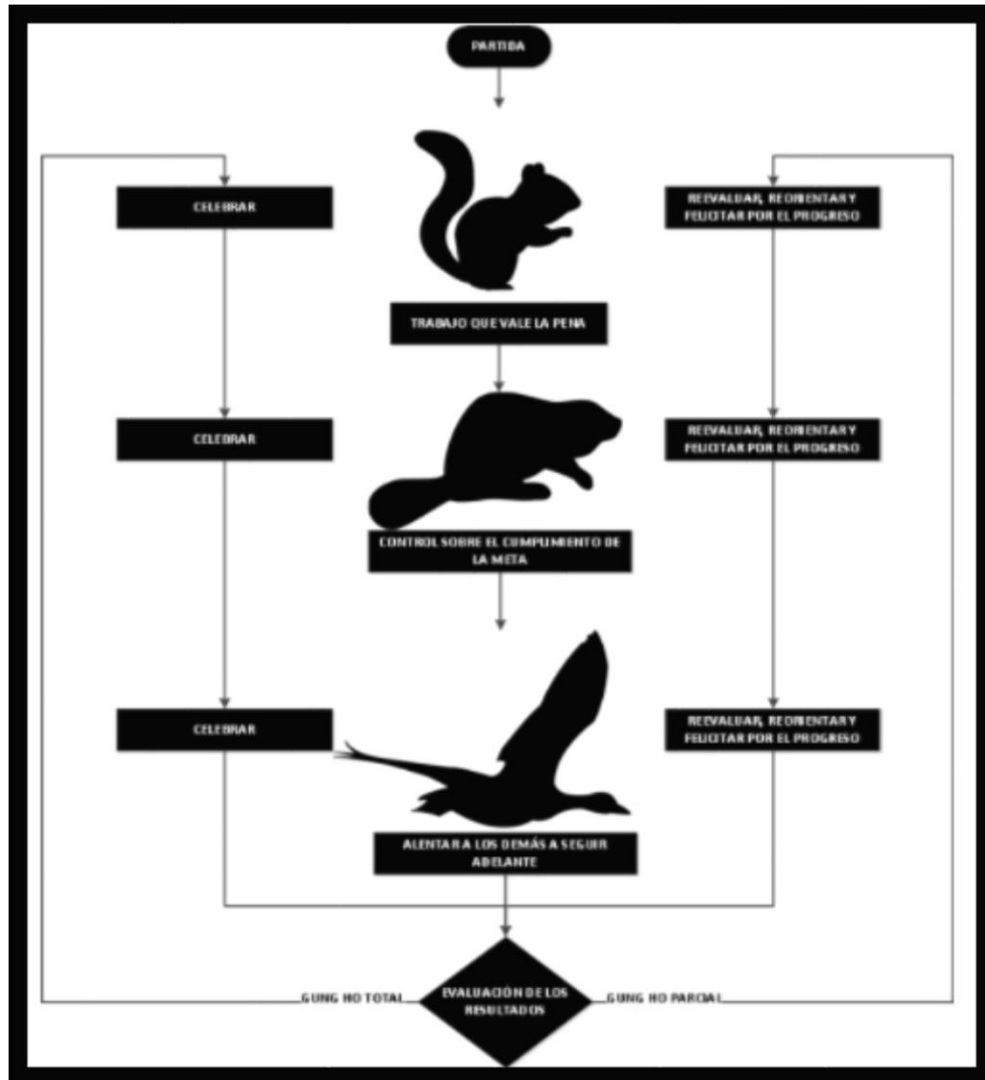 PARTIDA
CELEBRAR
REEVALUAR, REORIENTAR Y
FELICITAR POR EL PROGRESO
TRABAJO QUE VALE LA PENA
CELEBRAR
REEVALUAR, REORIENTAR Y
FELICITAR POR EL PROGRESO
CONTROL SOBRE EL CUMPLIMIENTO DE
LA META
CELEBRAR
REEVALUAR, REORIENTAR Y
FELICITAR POR EL PROGRESO
ALENTAR A LOS DEMÁS A SEGUIR
ADELANTE
GUNG HO TOTAL
EVALUACIÓN DE LOS
RESULTADOS
GUNG HO PARCIAL